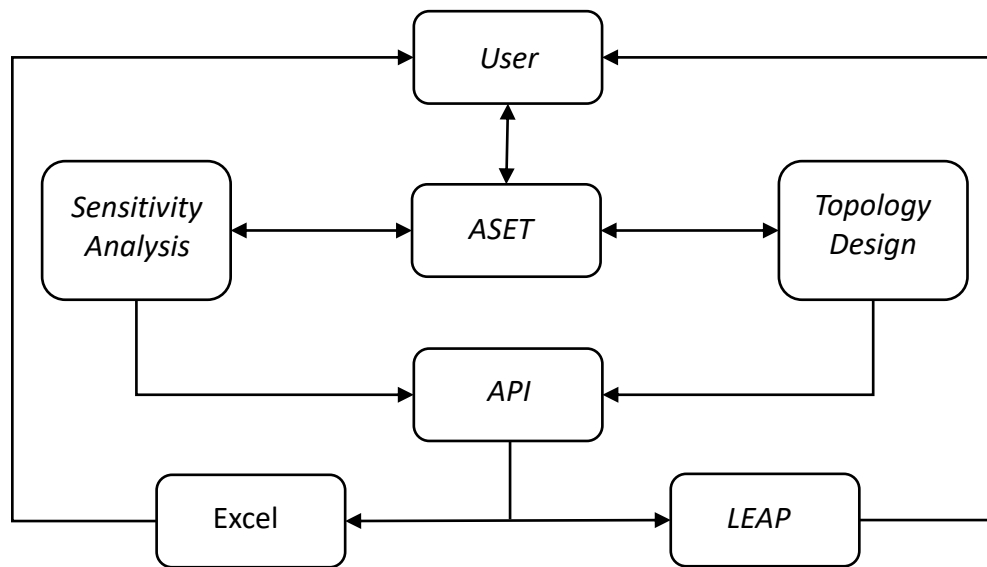 User
Sensitivity
Analysis
ASET
Topology
Design
API
Excel
LEAP